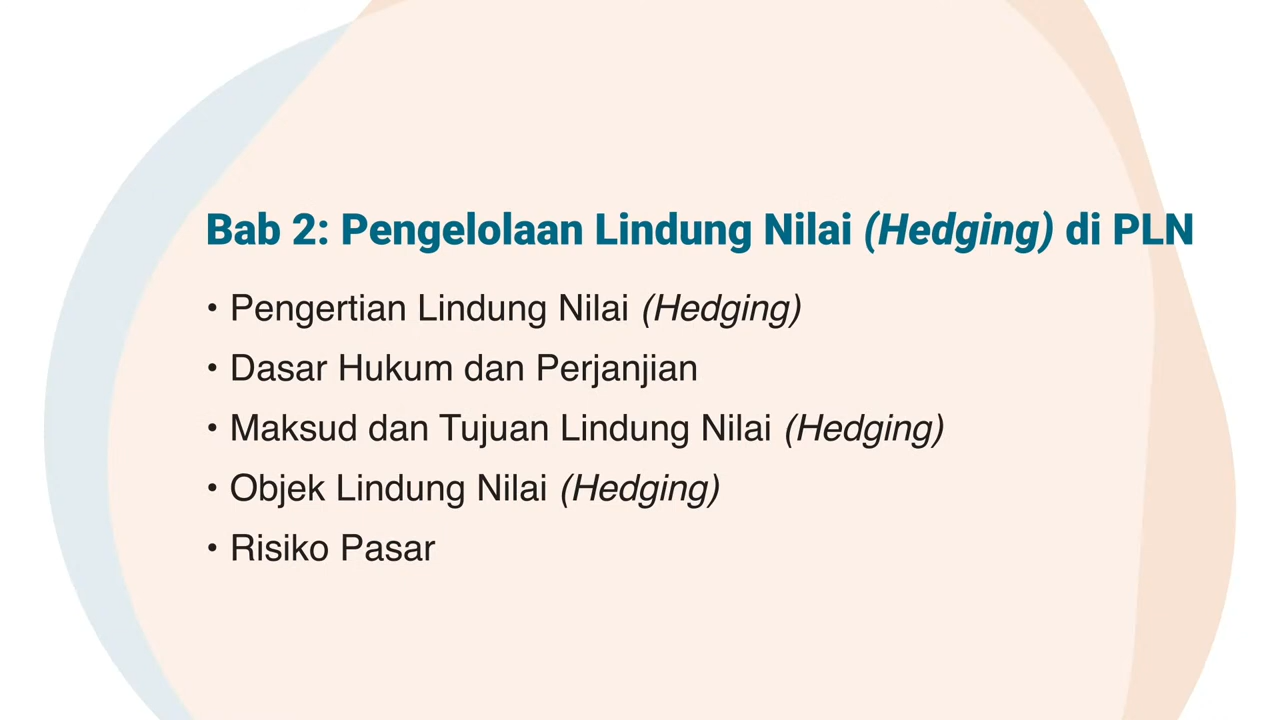 Bab 2: Pengelolaan Lindung Nilai (Hedging) di PLN
• Pengertian Lindung Nilai (Hedging)
• Dasar Hukum dan Perjanjian
• Maksud dan Tujuan Lindung Nilai (Hedging)
• Objek Lindung Nilai (Hedging)
• Risiko Pasar